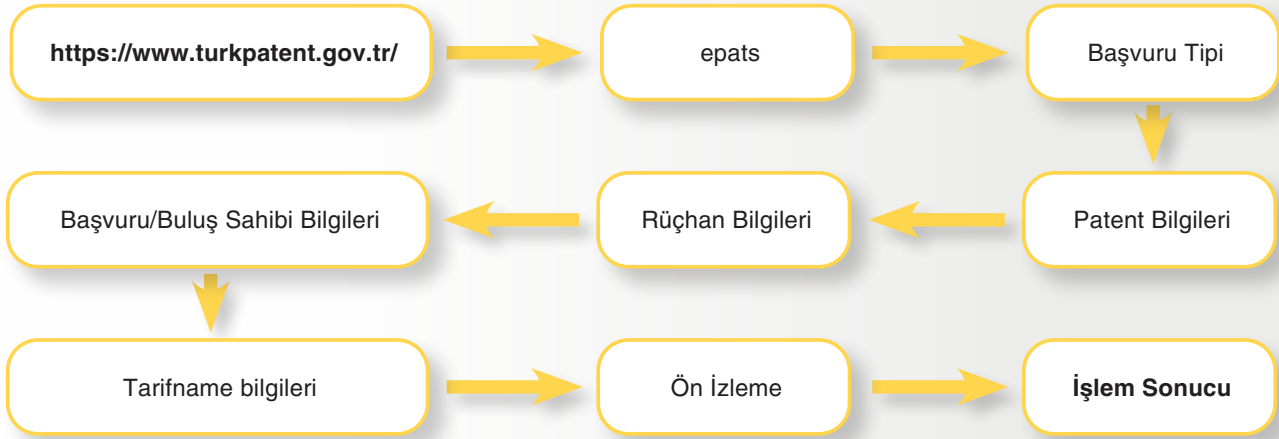 https://www.turkpatent.gov.tr/
epats
Başvuru Tipi
Patent Bilgileri
Rüçhan Bilgileri
Başvuru/Buluş Sahibi Bilgileri
Tarifname bilgileri
Ön İzleme
İşlem Sonucu